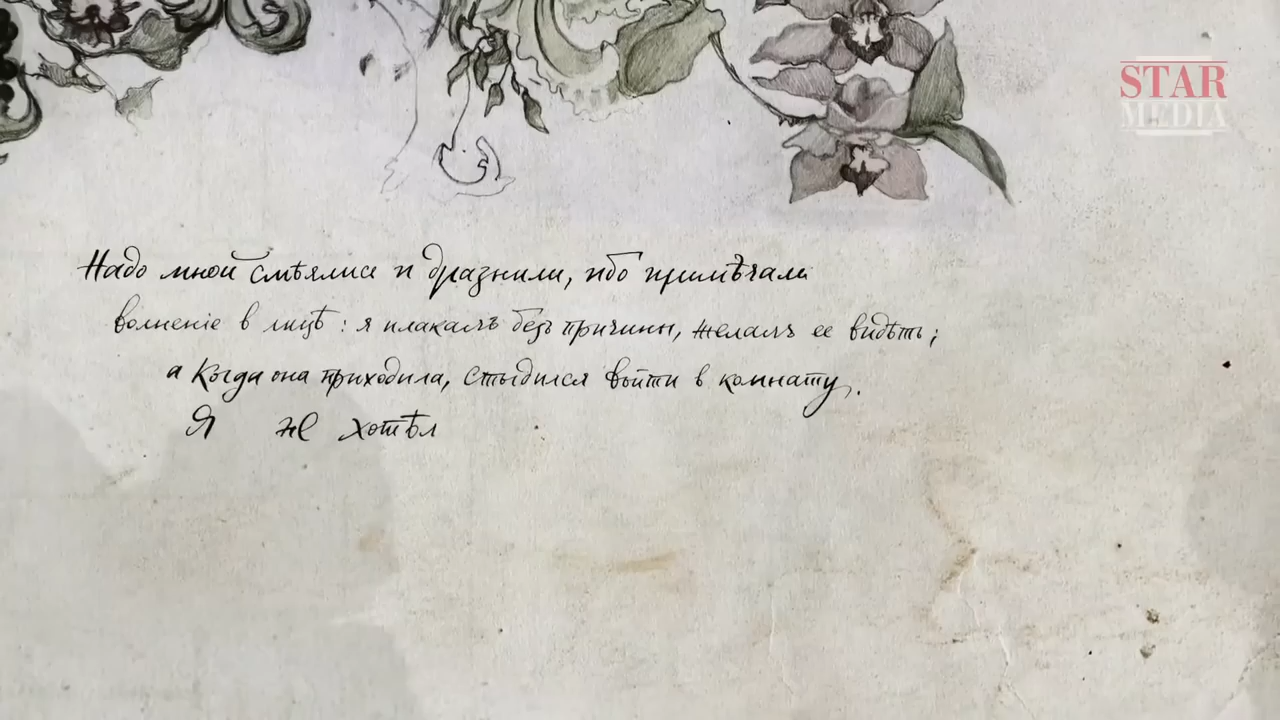 STAR
MEDIA
Надо мной смѣялись и дразнили, ибо примѣчали
волненіе в лицѣ: я плакалъ безъ причины, желалъ ее видѣть;
а когда она приходила, стыдился войти в комнату.
Я не хотѣл